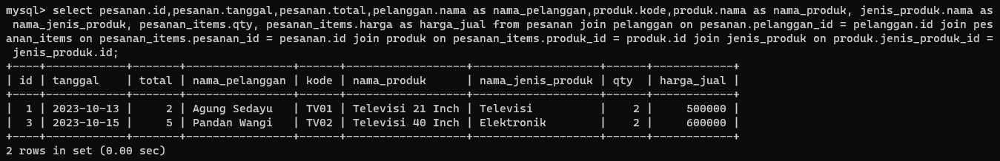 mysql> select pesanan.id,pesanan.tanggal,pesanan.total,pelanggan.nama as nama_pelanggan,produk.kode,produk.nama as nama_produk, jenis_produk.nama as
 nama_jenis_produk, pesanan_items.qty, pesanan_items.harga as harga_jual from pesanan join pelanggan on pesanan.pelanggan_id = pelanggan.id join pes
anan_items on pesanan_items.pesanan_id = pesanan.id join produk on pesanan_items.produk_id = produk.id join jenis_produk on produk.jenis_produk_id =
 jenis_produk.id;
+----+------------+-------+----------------+------+------------------+-------------------+------+------------+
| id | tanggal    | total | nama_pelanggan | kode | nama_produk      | nama_jenis_produk | qty  | harga_jual |
+----+------------+-------+----------------+------+------------------+-------------------+------+------------+
|  1 | 2023-10-13 |     2 | Agung Sedayu   | TV01 | Televisi 21 Inch | Televisi          |    2 |     500000 |
|  3 | 2023-10-15 |     5 | Pandan Wangi   | TV02 | Televisi 40 Inch | Elektronik        |    2 |     600000 |
+----+------------+-------+----------------+------+------------------+-------------------+------+------------+
2 rows in set (0.00 sec)